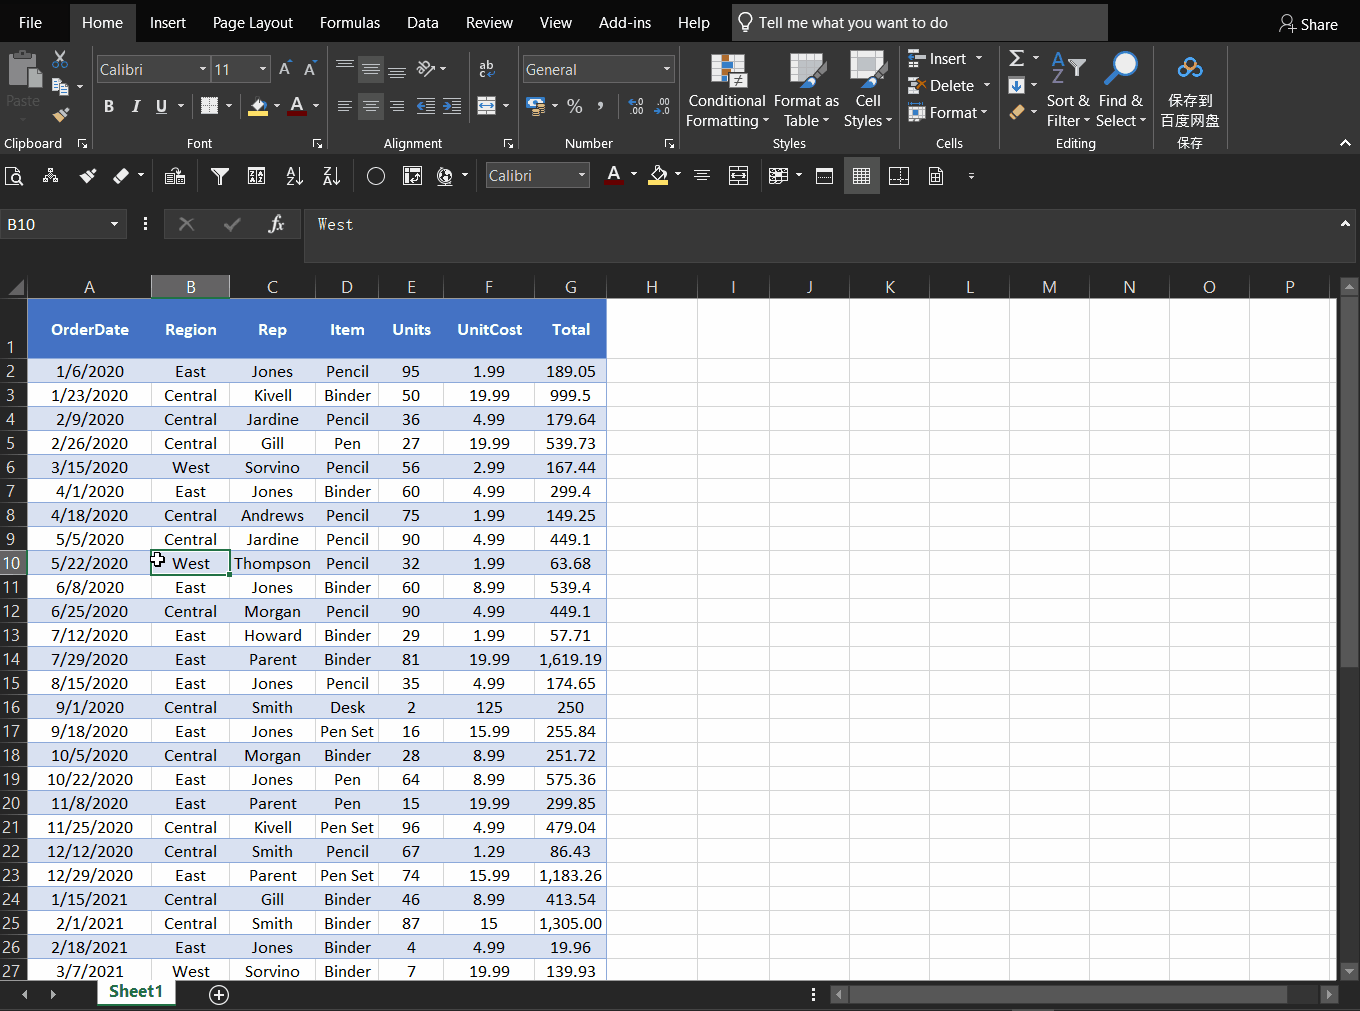 File Home Insert Page Layout Formulas Data Review View Add-ins Help Tell me what you want to do Share
Paste Calibri 11 General
B I U
Conditional Formatting
Format as Table
Cell Styles
Insert
Delete
Format
Sort & Filter
Find & Select
保存到
百度网盘
Clipboard Font Alignment Number Styles Cells Editing 保存
Calibri
B10 fx West
A B C D E F G H I J K L M N O P
1 OrderDate Region Rep Item Units UnitCost Total
2 1/6/2020 East Jones Pencil 95 1.99 189.05
3 1/23/2020 Central Kivell Binder 50 19.99 999.5
4 2/9/2020 Central Jardine Pencil 36 4.99 179.64
5 2/26/2020 Central Gill Pen 27 19.99 539.73
6 3/15/2020 West Sorvino Pencil 56 2.99 167.44
7 4/1/2020 East Jones Binder 60 4.99 299.4
8 4/18/2020 Central Andrews Pencil 75 1.99 149.25
9 5/5/2020 Central Jardine Pencil 90 4.99 449.1
10 5/22/2020 West Thompson Pencil 32 1.99 63.68
11 6/8/2020 East Jones Binder 60 8.99 539.4
12 6/25/2020 Central Morgan Pencil 90 4.99 449.1
13 7/12/2020 East Howard Binder 29 1.99 57.71
14 7/29/2020 East Parent Binder 81 19.99 1,619.19
15 8/15/2020 East Jones Pencil 35 4.99 174.65
16 9/1/2020 Central Smith Desk 2 125 250
17 9/18/2020 East Jones Pen Set 16 15.99 255.84
18 10/5/2020 Central Morgan Binder 28 8.99 251.72
19 10/22/2020 East Jones Pen 64 8.99 575.36
20 11/8/2020 East Parent Pen 15 19.99 299.85
21 11/25/2020 Central Kivell Pen Set 96 4.99 479.04
22 12/12/2020 Central Smith Pencil 67 1.29 86.43
23 12/29/2020 East Parent Pen Set 74 15.99 1,183.26
24 1/15/2021 Central Gill Binder 46 8.99 413.54
25 2/1/2021 Central Smith Binder 87 15 1,305.00
26 2/18/2021 East Jones Binder 4 4.99 19.96
27 3/7/2021 West Sorvino Binder 7 19.99 139.93
Sheet1